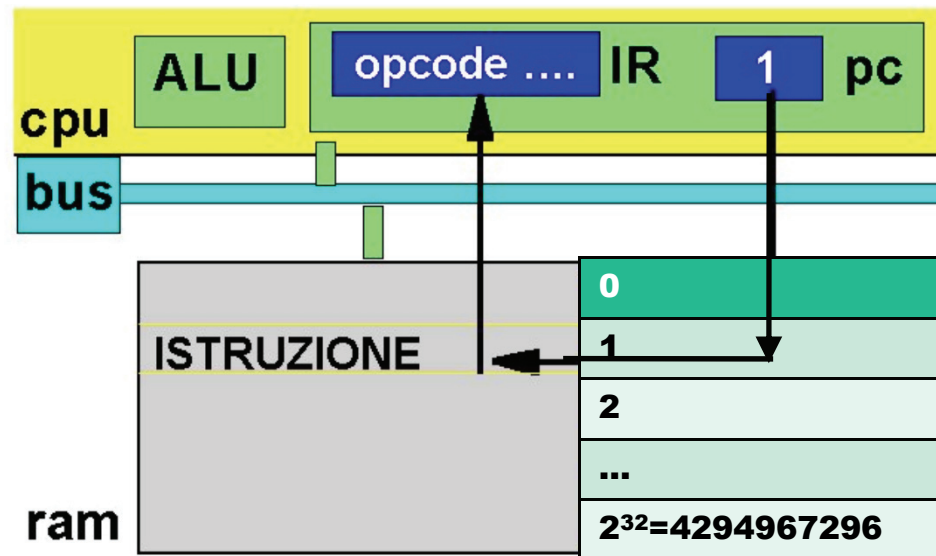 ALU
opcode .... IR
1 pc
cpu
bus
0
ISTRUZIONE
1
2
...
ram
2³²=4294967296